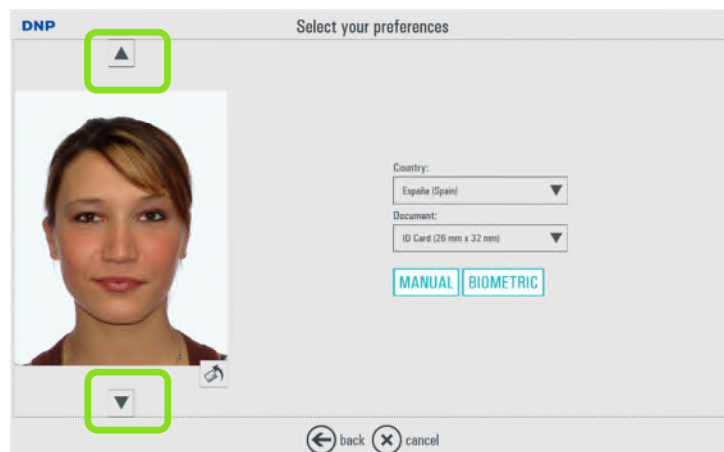 DNP
Select your preferences
Country:
España (Spain)
Document:
ID Card (26 mm x 32 mm)
MANUAL BIOMETRIC
back cancel